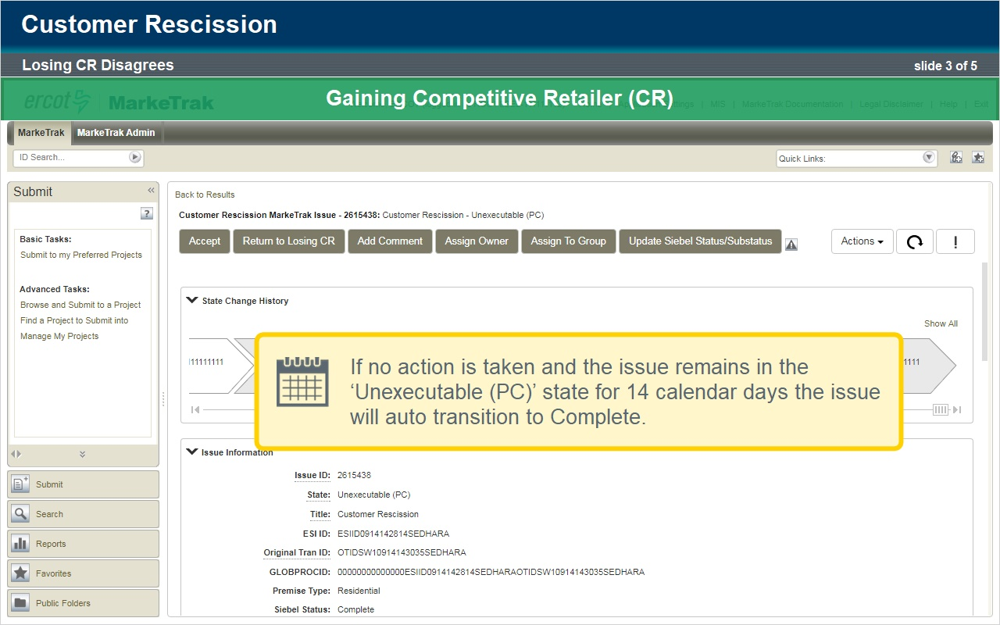 Customer Rescission
Losing CR Disagrees
slide 3 of 5
Gaining Competitive Retailer (CR)
ercot
MarkeTrak
MIS | MarkeTrak Documentation | Legal Disclaimer | Help | Exit
MarkeTrak
MarkeTrak Admin
ID Search...
Quick Links:
Submit
?
Basic Tasks:
Submit to my Preferred Projects
Advanced Tasks:
Browse and Submit to a Project
Find a Project to Submit into
Manage My Projects
Submit
Search
Reports
Favorites
Public Folders
Back to Results
Customer Rescission MarkeTrak Issue - 2615438: Customer Rescission - Unexecutable (PC)
Accept
Return to Losing CR
Add Comment
Assign Owner
Assign To Group
Update Siebel Status/Substatus
Actions
!
State Change History
Show All
If no action is taken and the issue remains in the
‘Unexecutable (PC)’ state for 14 calendar days the issue
will auto transition to Complete.
Issue Information
Issue ID: 2615438
State: Unexecutable (PC)
Title: Customer Rescission
ESI ID: ESIID0914142814SEDHARA
Original Tran ID: OTIDSW10914143035SEDHARA
GLOBPROCID: 00000000000000ESIID0914142814SEDHARAOTIDSW10914143035SEDHARA
Premise Type: Residential
Siebel Status: Complete